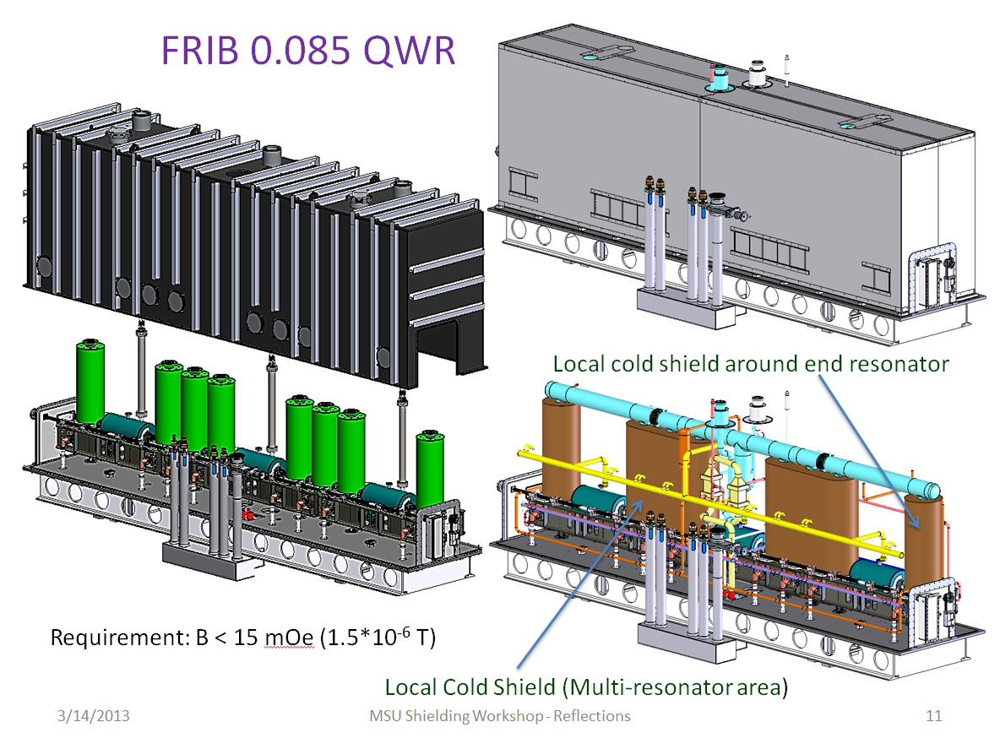 FRIB 0.085 QWR
Local cold shield around end resonator
Requirement: B < 15 mOe (1.5*10⁻⁶ T)
Local Cold Shield (Multi-resonator area)
3/14/2013
MSU Shielding Workshop - Reflections
11